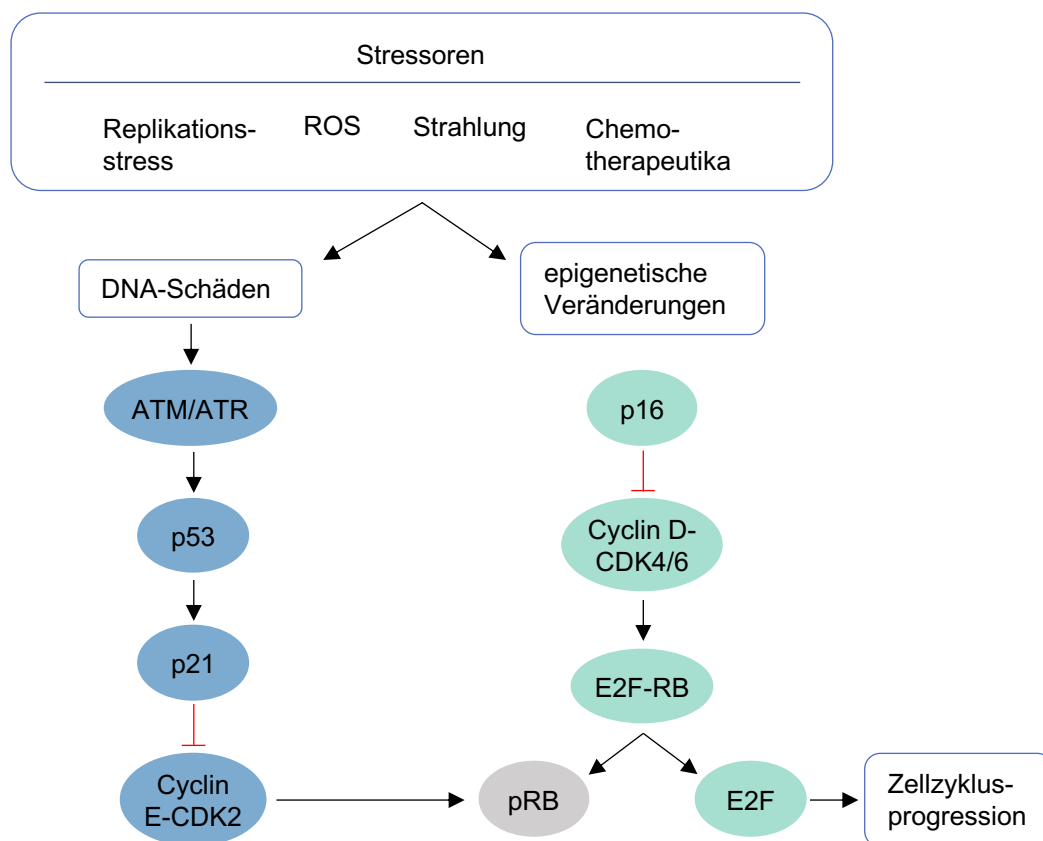 Stressoren
Replikations-
stress
ROS
Strahlung
Chemo-
therapeutika
DNA-Schäden
epigenetische
Veränderungen
ATM/ATR
p16
p53
Cyclin D-
CDK4/6
p21
E2F-RB
Cyclin
E-CDK2
pRB
E2F
Zellzyklus-
progression